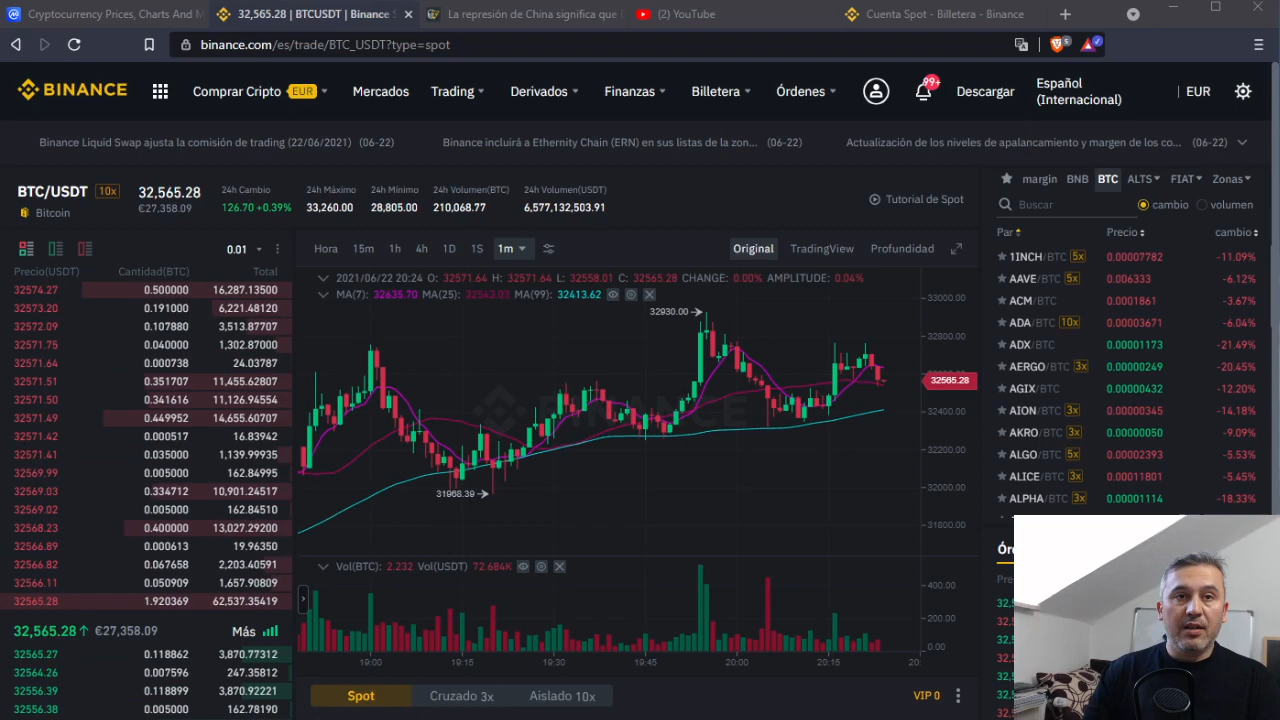 Cryptocurrency Prices, Charts And M
32,565.28 | BTCUSDT | Binance S
La represión de China significa que
(2) YouTube
Cuenta Spot - Billetera - Binance
binance.com/es/trade/BTC_USDT?type=spot
5
BINANCE
Comprar Cripto EUR
Mercados
Trading
Derivados
Finanzas
Billetera
Órdenes
99+
Descargar
Español (Internacional)
EUR
Binance Liquid Swap ajusta la comisión de trading (22/06/2021) (06-22)
Binance incluirá a Ethernity Chain (ERN) en sus listas de la zon... (06-22)
Actualización de los niveles de apalancamiento y margen de los co... (06-22)
BTC/USDT 10x
Bitcoin
32,565.28
€27,358.09
24h Cambio
126.70 +0.39%
24h Máximo
33,260.00
24h Mínimo
28,805.00
24h Volumen(BTC)
210,068.77
24h Volumen(USDT)
6,577,132,503.91
Tutorial de Spot
0.01
Precio(USDT) Cantidad(BTC) Total
32574.27 0.500000 16,287.13500
32573.20 0.191000 6,221.48120
32572.09 0.107880 3,513.87707
32571.75 0.040000 1,302.87000
32571.64 0.000738 24.03787
32571.51 0.351707 11,455.62807
32571.50 0.341616 11,126.94554
32571.49 0.449952 14,655.60707
32571.42 0.000517 16.83942
32571.41 0.035000 1,139.99935
32569.99 0.005000 162.84995
32569.03 0.334712 10,901.24517
32569.02 0.005000 162.84510
32568.23 0.400000 13,027.29200
32566.89 0.000613 19.96350
32566.82 0.067658 2,203.40591
32566.11 0.050909 1,657.90809
32565.28 1.920369 62,537.35419
32,565.28 €27,358.09 Más
32565.27 0.118862 3,870.77312
32564.26 0.007596 247.35812
32556.39 0.118899 3,870.92221
32556.38 0.005000 162.78190
Hora 15m 1h 4h 1D 1S 1m
Original TradingView Profundidad
2021/06/22 20:24 O: 32571.64 H: 32571.64 L: 32558.01 C: 32565.28 CHANGE: 0.00% AMPLITUDE: 0.04%
MA(7): 32635.70 MA(25): 32543.03 MA(99): 32413.62
BINANCE
32930.00
31968.39
33000.00
32800.00
32565.28
32400.00
32200.00
32000.00
31800.00
Vol(BTC): 2.232 Vol(USDT) 72.684K
400.00
200.00
0.00
19:00 19:15 19:30 19:45 20:00 20:15 20:
Spot Cruzado 3x Aislado 10x
VIP 0
margin BNB BTC ALTS FIAT Zonas
Buscar
cambio volumen
Par Precio cambio
1INCH/BTC 5x 0.00007782 -11.09%
AAVE/BTC 5x 0.006333 -6.12%
ACM/BTC 0.0001861 -3.67%
ADA/BTC 10x 0.00003671 -6.04%
ADX/BTC 0.00001173 -21.49%
AERGO/BTC 3x 0.00000249 -20.45%
AGIX/BTC 0.00000432 -12.20%
AION/BTC 3x 0.00000345 -14.18%
AKRO/BTC 3x 0.00000050 -9.09%
ALGO/BTC 5x 0.00002393 -5.53%
ALICE/BTC 3x 0.00011801 -5.45%
ALPHA/BTC 3x 0.00001114 -18.33%